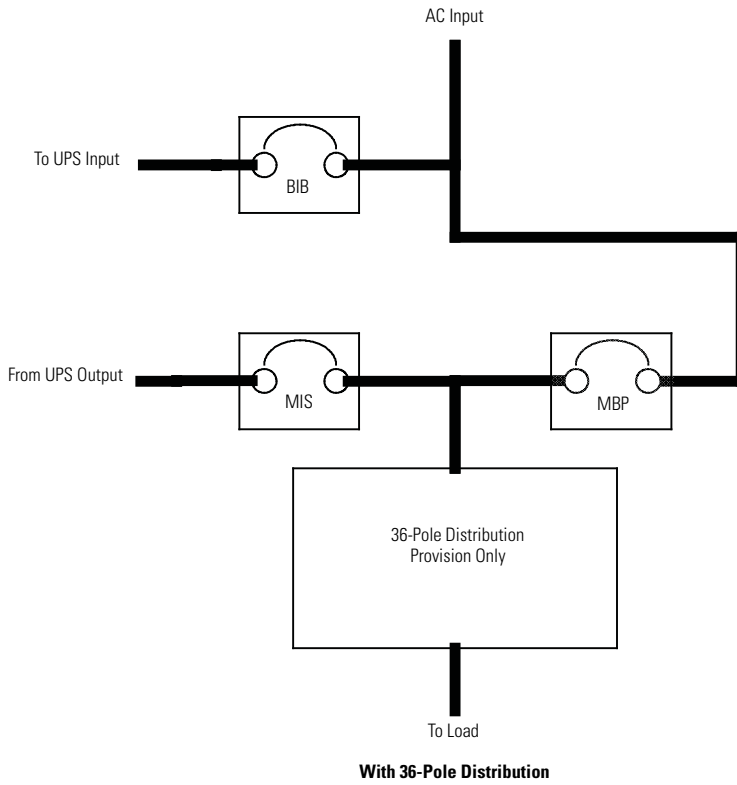 AC Input
To UPS Input
BIB
From UPS Output
MIS
MBP
36-Pole Distribution
Provision Only
To Load
With 36-Pole Distribution